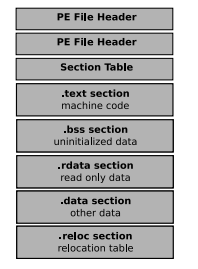 PE File Header
PE File Header
Section Table
.text section
machine code
.bss section
uninitialized data
.rdata section
read only data
.data section
other data
.reloc section
relocation table